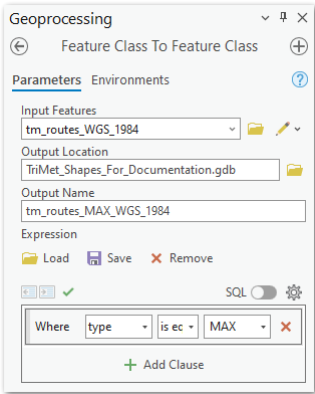 Geoprocessing
Feature Class To Feature Class
Parameters Environments
Input Features
tm_routes_WGS_1984
Output Location
TriMet_Shapes_For_Documentation.gdb
Output Name
tm_routes_MAX_WGS_1984
Expression
Load Save Remove
SQL
Where type is ec MAX
Add Clause